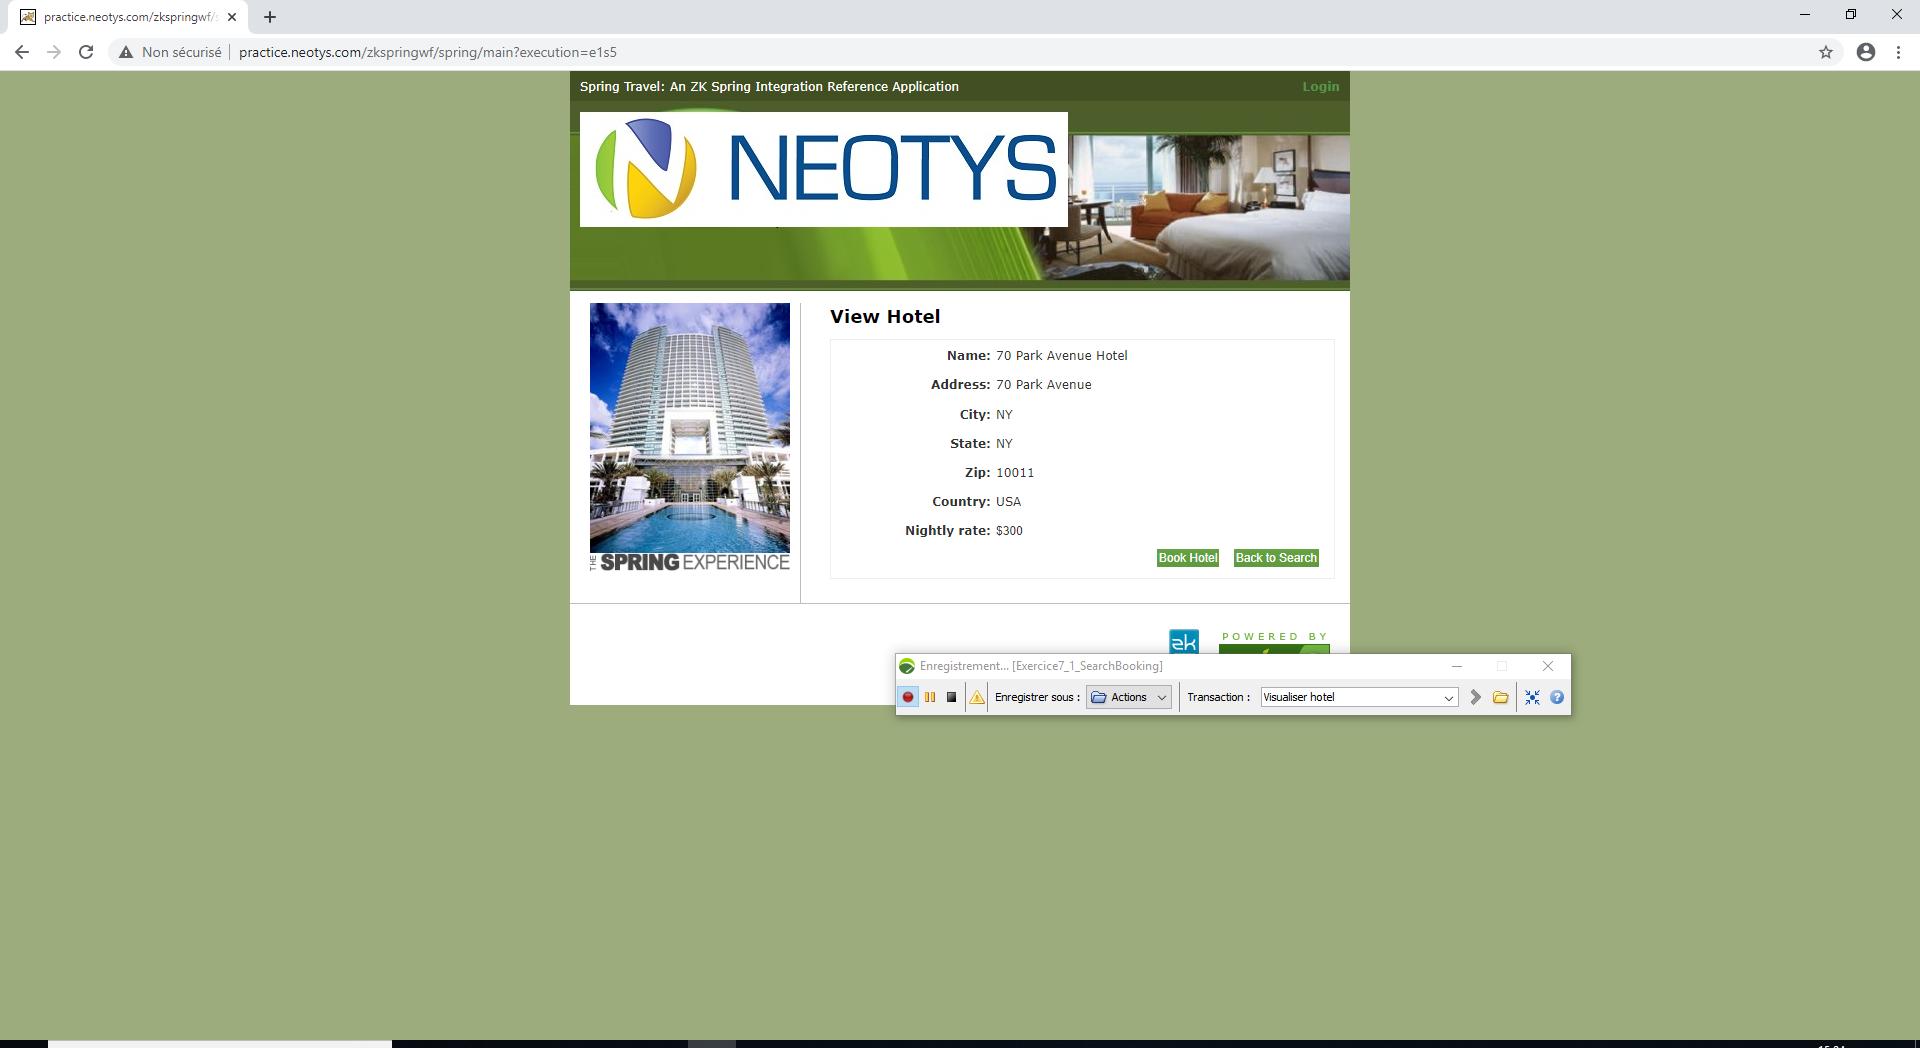 practice.neotys.com/zkspringwf/s
Non sécurisé
practice.neotys.com/zkspringwf/spring/main?execution=e1s5
Spring Travel: An ZK Spring Integration Reference Application
Login
NEOTYS
View Hotel
Name: 70 Park Avenue Hotel
Address: 70 Park Avenue
City: NY
State: NY
Zip: 10011
Country: USA
Nightly rate: $300
Book Hotel
Back to Search
THE SPRING EXPERIENCE
zk
POWERED BY
Enregistrement... [Exercice7_1_SearchBooking]
Enregistrer sous :
Actions
Transaction :
Visualiser hotel